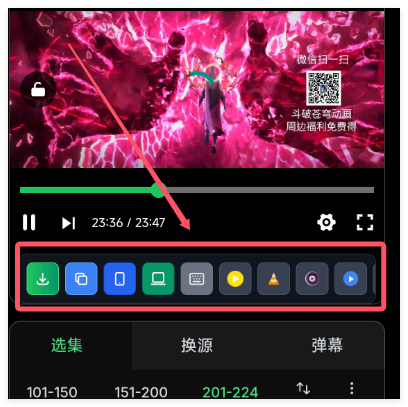 微信扫一扫
斗破苍穹动画
周边福利免费得
23:36 / 23:47
选集
换源
弹幕
101-150
151-200
201-224